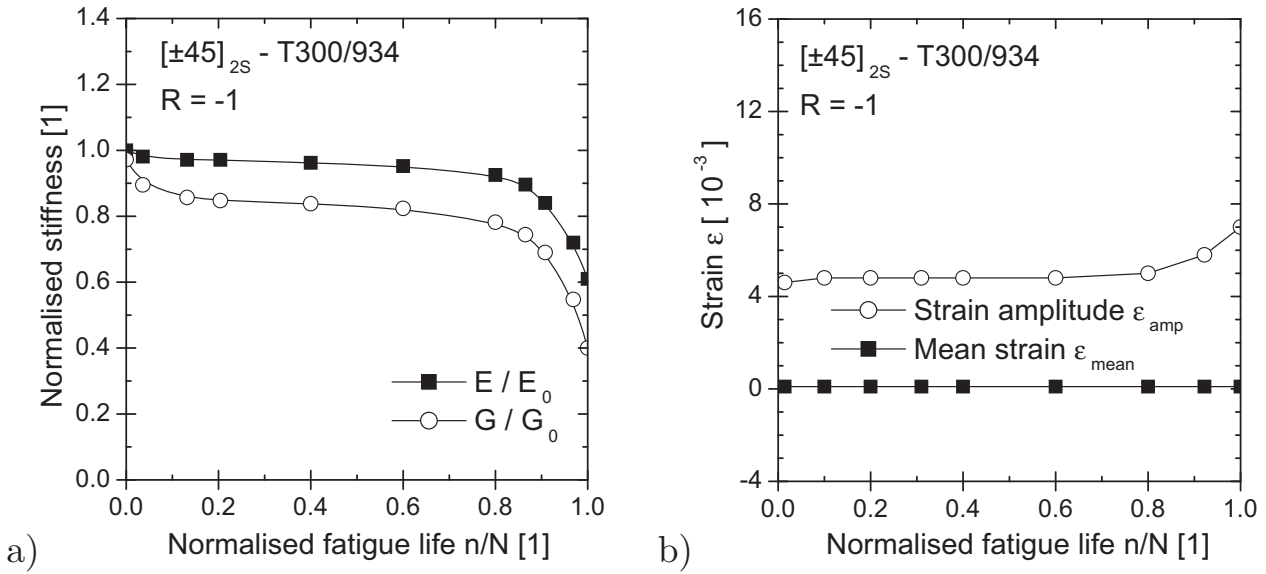 1.4
1.2
1.0
0.8
0.6
0.4
0.2
0.0
Normalised stiffness [1]
[±45]2S - T300/934
R = -1
E / E0
G / G0
0.0 0.2 0.4 0.6 0.8 1.0
Normalised fatigue life n/N [1]
a)
16
12
8
4
0
-4
Strain ε [ 10-3 ]
[±45]2S - T300/934
R = -1
Strain amplitude εamp
Mean strain εmean
0.0 0.2 0.4 0.6 0.8 1.0
Normalised fatigue life n/N [1]
b)